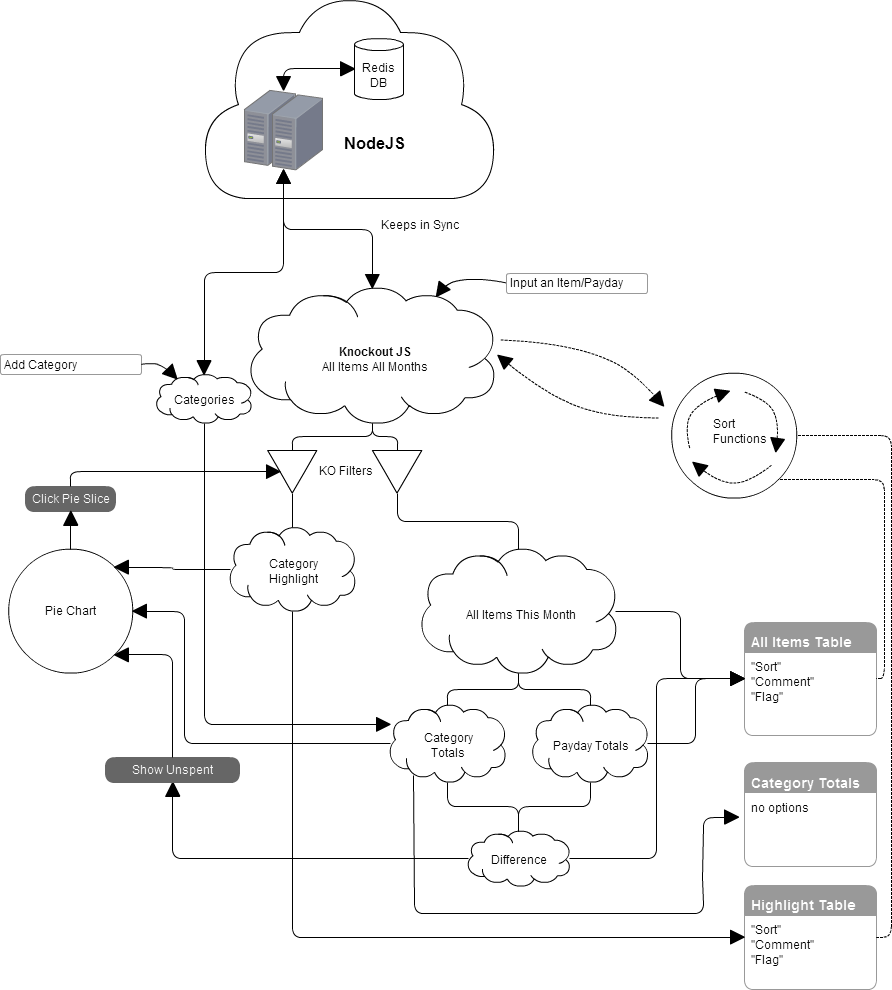 Redis
DB
NodeJS
Keeps in Sync
Input an Item/Payday
Knockout JS
All Items All Months
Add Category
Categories
Sort
Functions
KO Filters
Click Pie Slice
Category
Highlight
Pie Chart
All Items This Month
All Items Table
"Sort"
"Comment"
"Flag"
Category
Totals
Payday Totals
Show Unspent
Category Totals
no options
Difference
Highlight Table
"Sort"
"Comment"
"Flag"